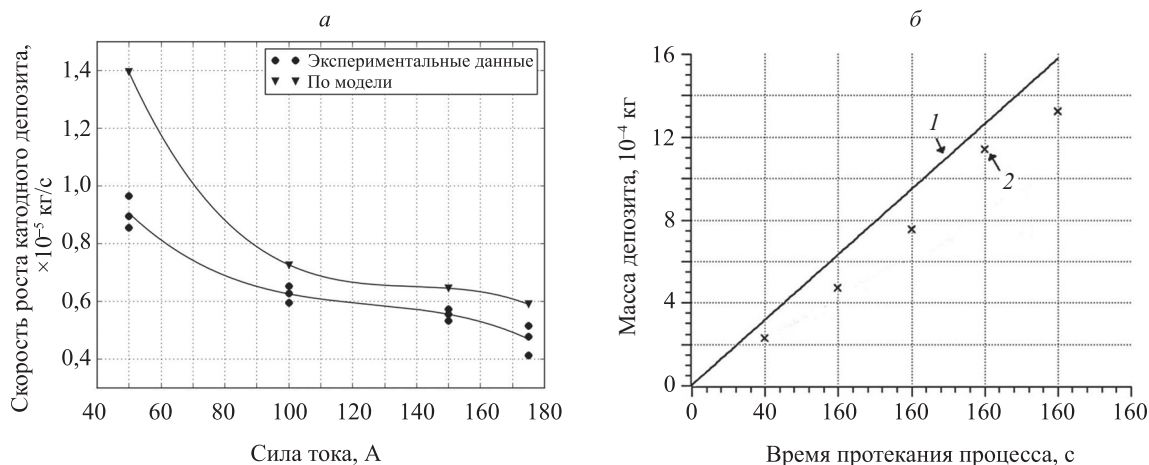 а
Скорость роста катодного депозита,
×10⁻⁵ кг/с
1,4
1,2
1,0
0,8
0,6
0,4
Экспериментальные данные
По модели
40 60 80 100 120 140 160 180
Сила тока, А
б
Масса депозита, 10⁻⁴ кг
16
12
8
4
0
1
2
0 40 160 160 160 160 160
Время протекания процесса, с